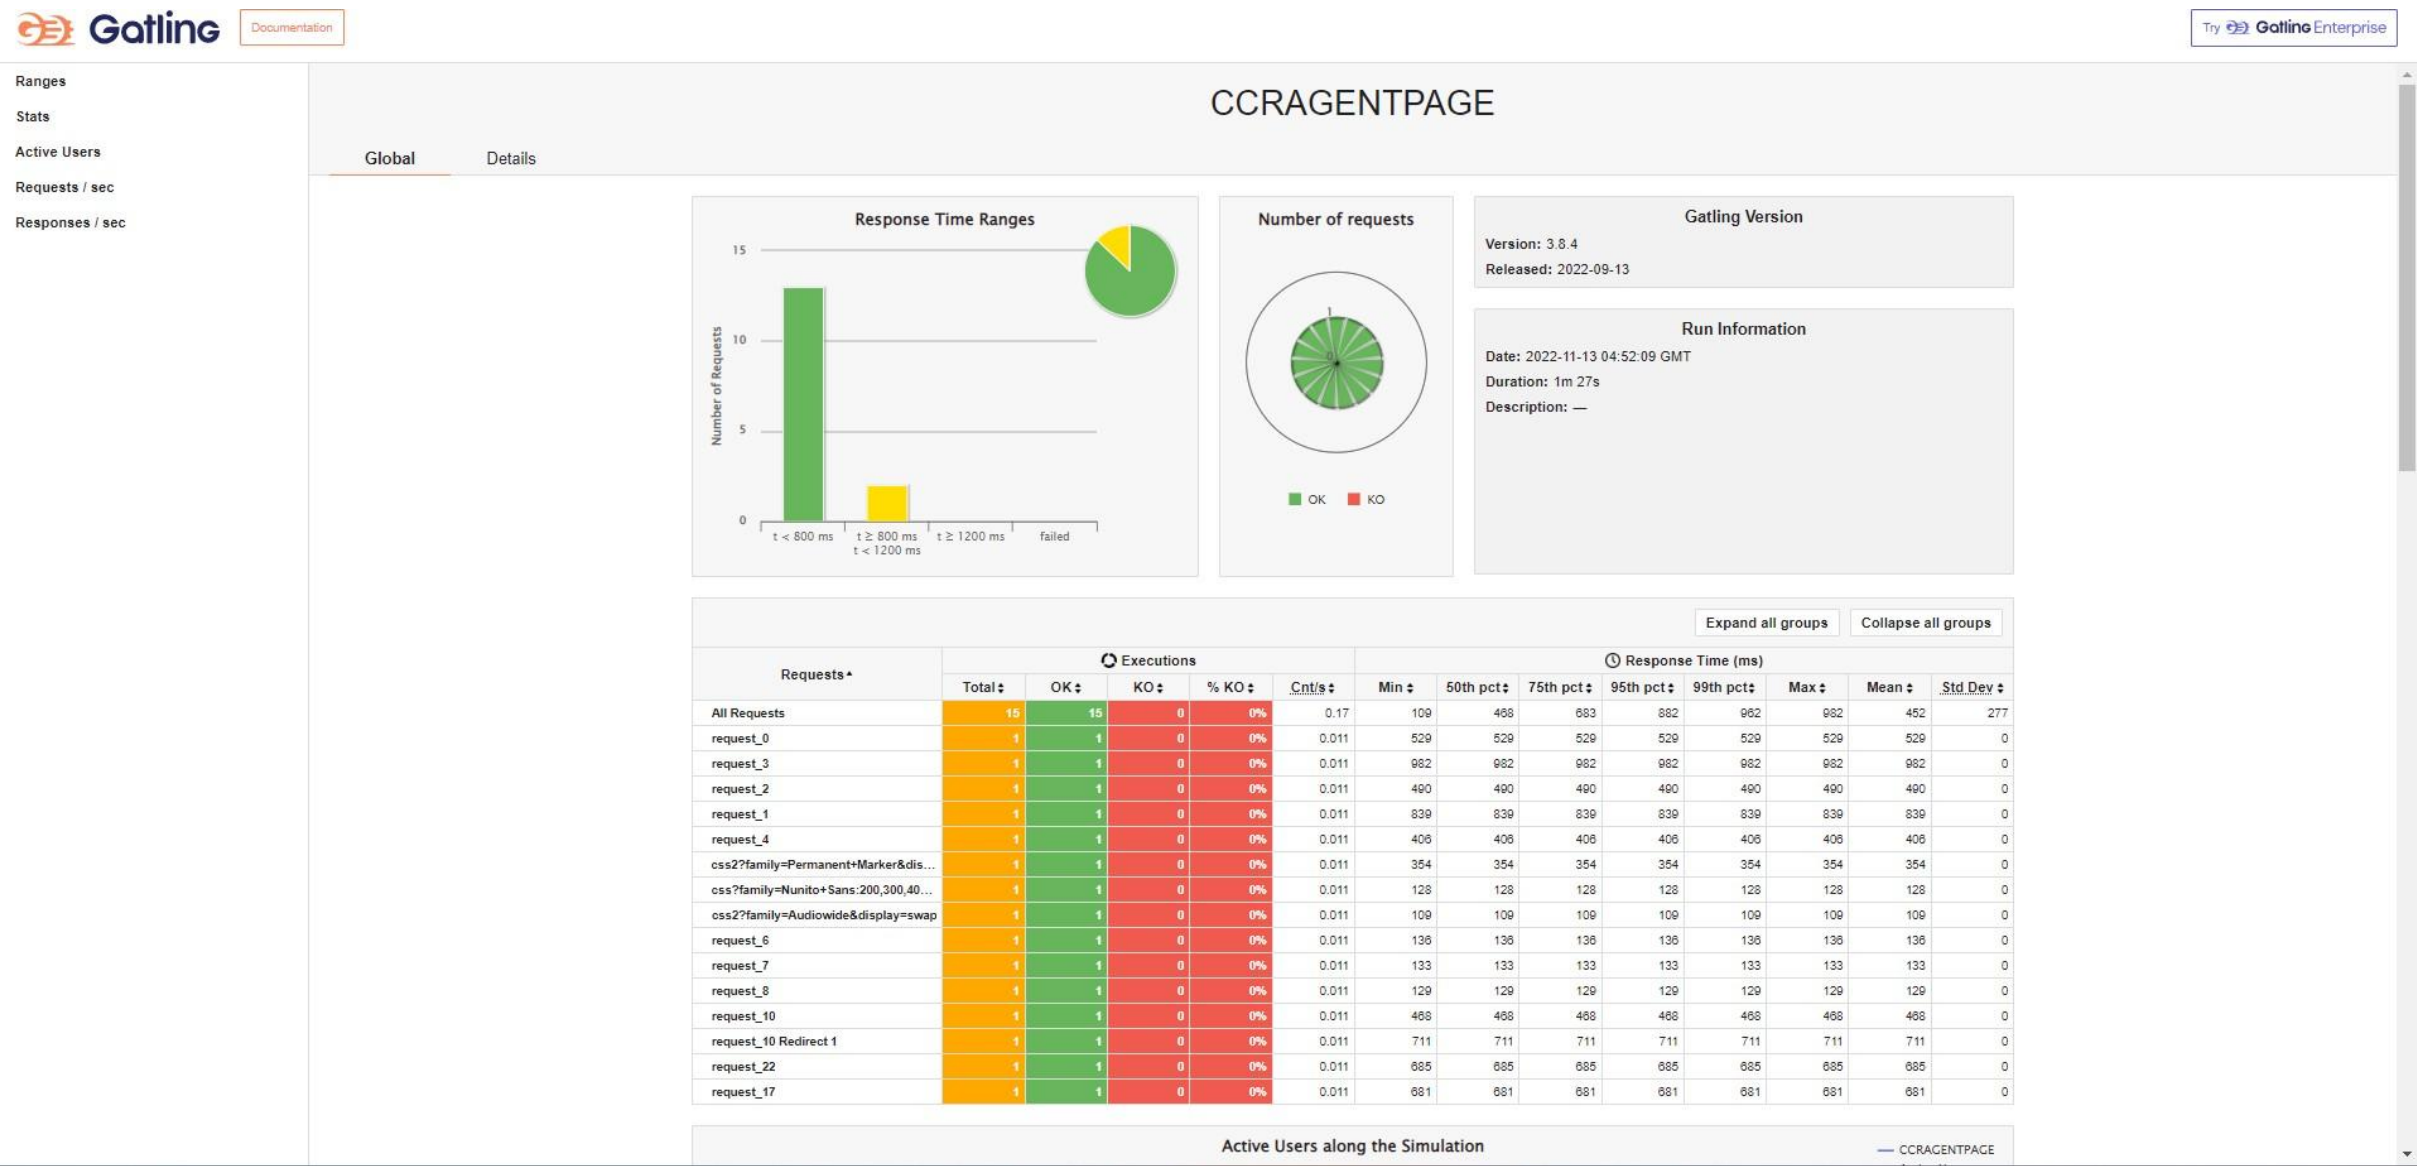 Gatling Documentation Try Gatling Enterprise
Ranges
Stats
Active Users
Requests / sec
Responses / sec
CCRAGENTPAGE
Global Details
Response Time Ranges
Number of Requests
15
10
5
0
t < 800 ms
t ≥ 800 ms
t < 1200 ms
t ≥ 1200 ms
failed
Number of requests
1
0
OK KO
Gatling Version
Version: 3.8.4
Released: 2022-09-13
Run Information
Date: 2022-11-13 04:52:09 GMT
Duration: 1m 27s
Description: —
Expand all groups Collapse all groups
Requests Executions Response Time (ms)
Total OK KO % KO Cnt/s Min 50th pct 75th pct 95th pct 99th pct Max Mean Std Dev
All Requests 15 15 0 0% 0.17 109 468 683 882 962 982 452 277
request_0 1 1 0 0% 0.011 529 529 529 529 529 529 529 0
request_3 1 1 0 0% 0.011 982 982 982 982 982 982 982 0
request_2 1 1 0 0% 0.011 490 490 490 490 490 490 490 0
request_1 1 1 0 0% 0.011 839 839 839 839 839 839 839 0
request_4 1 1 0 0% 0.011 406 406 406 406 406 406 406 0
css2?family=Permanent+Marker&dis... 1 1 0 0% 0.011 354 354 354 354 354 354 354 0
css?family=Nunito+Sans:200,300,40... 1 1 0 0% 0.011 128 128 128 128 128 128 128 0
css2?family=Audiowide&display=swap 1 1 0 0% 0.011 109 109 109 109 109 109 109 0
request_6 1 1 0 0% 0.011 136 136 136 136 136 136 136 0
request_7 1 1 0 0% 0.011 133 133 133 133 133 133 133 0
request_8 1 1 0 0% 0.011 129 129 129 129 129 129 129 0
request_10 1 1 0 0% 0.011 468 468 468 468 468 468 468 0
request_10 Redirect 1 1 1 0 0% 0.011 711 711 711 711 711 711 711 0
request_22 1 1 0 0% 0.011 685 685 685 685 685 685 685 0
request_17 1 1 0 0% 0.011 681 681 681 681 681 681 681 0
Active Users along the Simulation
CCRAGENTPAGE